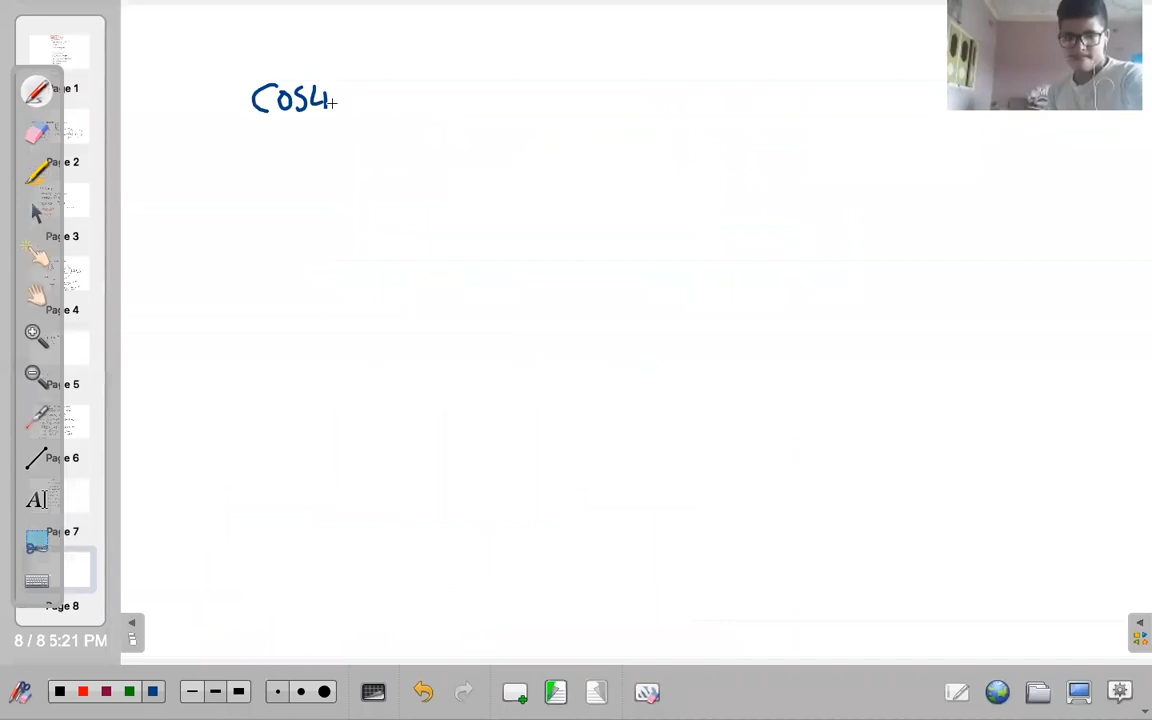 COS4
Page 1
Page 2
Page 3
Page 4
Page 5
Page 6
Page 7
Page 8
8 / 8 5:21 PM